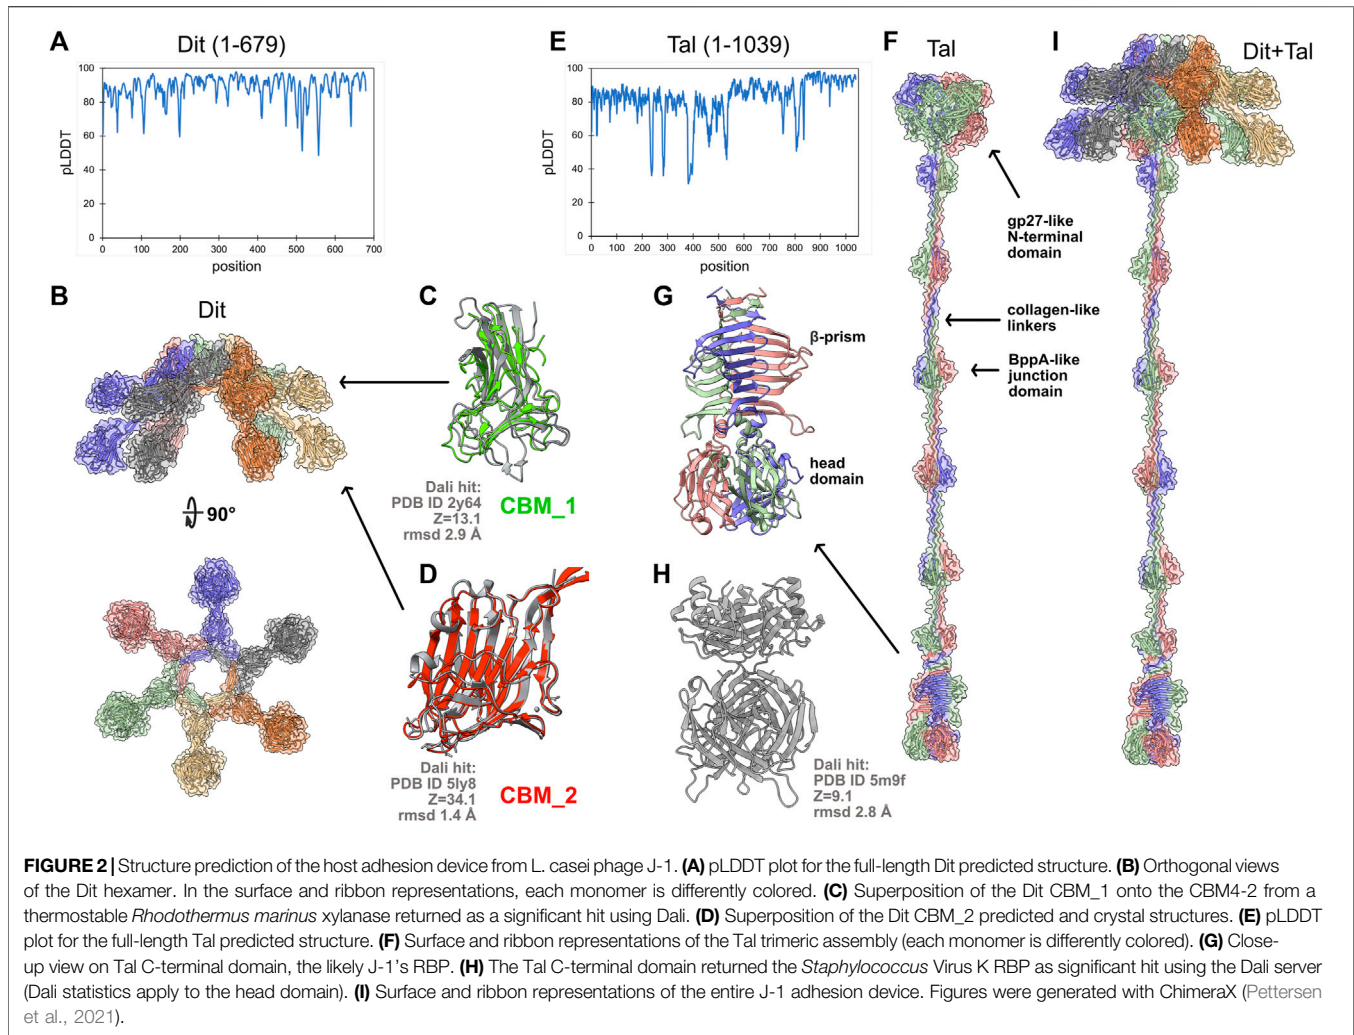 A
Dit (1-679)
100
80
60
40
20
0
pLDDT
0 100 200 300 400 500 600 700
position
E
Tal (1-1039)
100
80
60
40
20
0
pLDDT
0 100 200 300 400 500 600 700 800 900 1000
position
F
Tal
gp27-like
N-terminal
domain
collagen-like
linkers
BppA-like
junction
domain
I
Dit+Tal
B
Dit
90°
C
Dali hit:
PDB ID 2y64
Z=13.1
rmsd 2.9 Å
CBM_1
D
Dali hit:
PDB ID 5ly8
Z=34.1
rmsd 1.4 Å
CBM_2
G
β-prism
head
domain
H
Dali hit:
PDB ID 5m9f
Z=9.1
rmsd 2.8 Å
FIGURE 2 | Structure prediction of the host adhesion device from L. casei phage J-1. (A) pLDDT plot for the full-length Dit predicted structure. (B) Orthogonal views
of the Dit hexamer. In the surface and ribbon representations, each monomer is differently colored. (C) Superposition of the Dit CBM_1 onto the CBM4-2 from a
thermostable Rhodothermus marinus xylanase returned as a significant hit using Dali. (D) Superposition of the Dit CBM_2 predicted and crystal structures. (E) pLDDT
plot for the full-length Tal predicted structure. (F) Surface and ribbon representations of the Tal trimeric assembly (each monomer is differently colored). (G) Close-
up view on Tal C-terminal domain, the likely J-1's RBP. (H) The Tal C-terminal domain returned the Staphylococcus Virus K RBP as significant hit using the Dali server
(Dali statistics apply to the head domain). (I) Surface and ribbon representations of the entire J-1 adhesion device. Figures were generated with ChimeraX (Pettersen
et al., 2021).